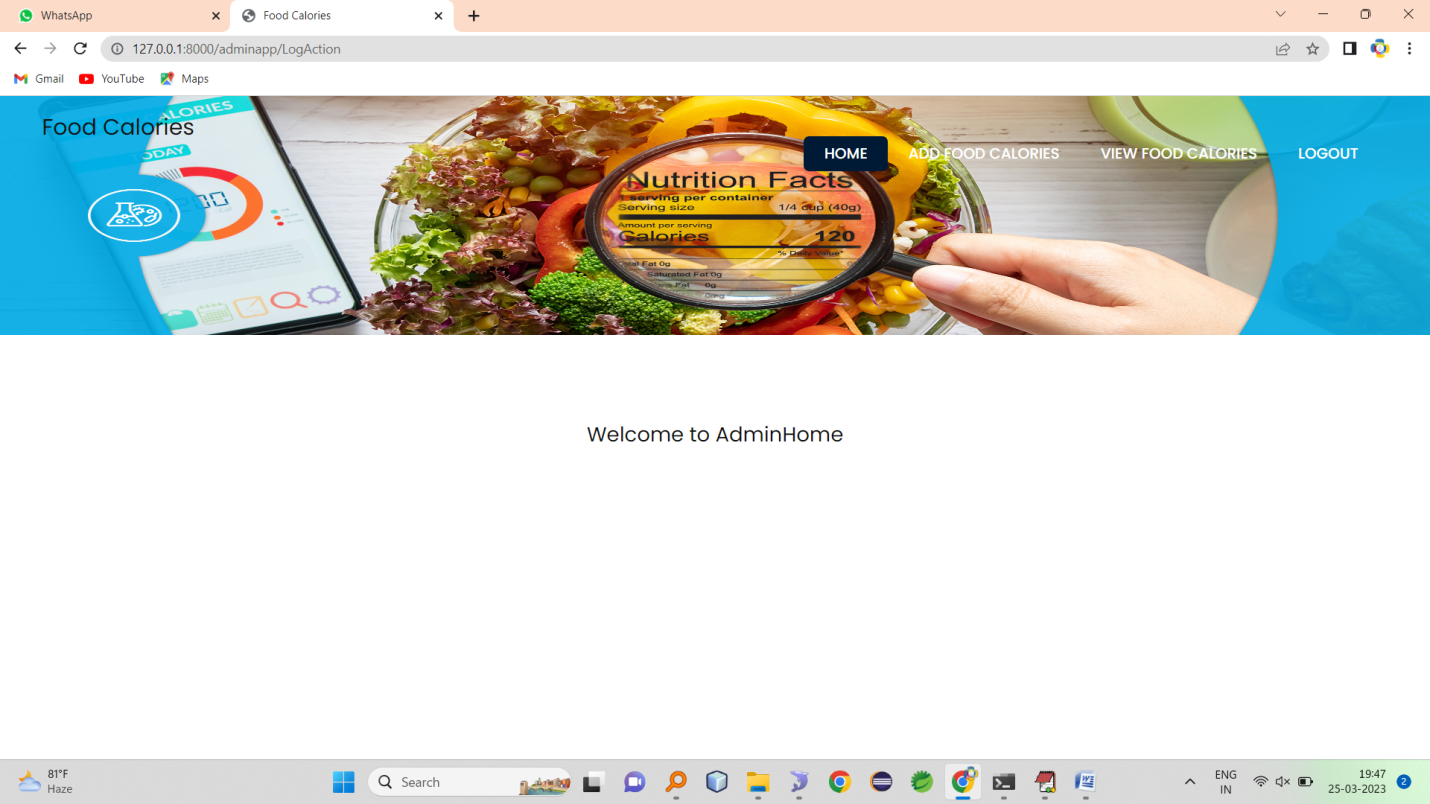 WhatsApp
Food Calories
127.0.0.1:8000/adminapp/LogAction
Gmail
YouTube
Maps
CALORIES
Food Calories
TODAY
HOME
ADD FOOD CALORIES
VIEW FOOD CALORIES
LOGOUT
Nutrition Facts
serving per container
Serving size 1/4 cup (40g)
Amount per serving
Calories 120
% Daily Value*
Fat 0g
Saturated Fat 0g
Fat 0g
Welcome to AdminHome
81°F
Haze
Search
ENG
IN
19:47
25-03-2023
2